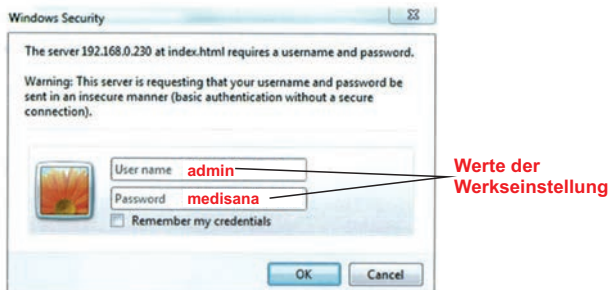 Windows Security
The server 192.168.0.230 at index.html requires a username and password.
Warning: This server is requesting that your username and password be
sent in an insecure manner (basic authentication without a secure
connection).
User name admin
Password medisana
Remember my credentials
Werte der
Werkseinstellung
OK Cancel